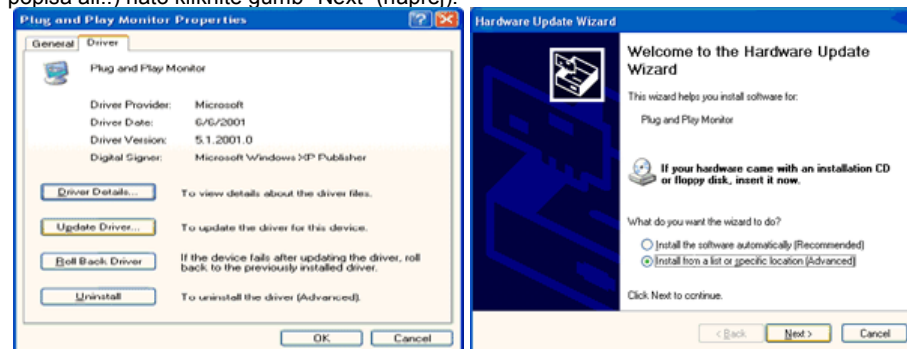 popisa ali..) nato kliknite gumb "Next" (naprej).
Plug and Play Monitor Properties
General
Driver
Plug and Play Monitor
Driver Provider: Microsoft
Driver Date: 6/6/2001
Driver Version: 5.1.2001.0
Digital Signer: Microsoft Windows XP Publisher
Driver Details... To view details about the driver files.
Update Driver... To update the driver for this device.
Roll Back Driver If the device fails after updating the driver, roll
back to the previously installed driver.
Uninstall To uninstall the driver (Advanced).
OK Cancel
Hardware Update Wizard
Welcome to the Hardware Update
Wizard
This wizard helps you install software for:
Plug and Play Monitor
If your hardware came with an installation CD
or floppy disk, insert it now.
What do you want the wizard to do?
Install the software automatically (Recommended)
Install from a list or specific location (Advanced)
Click Next to continue.
< Back Next > Cancel